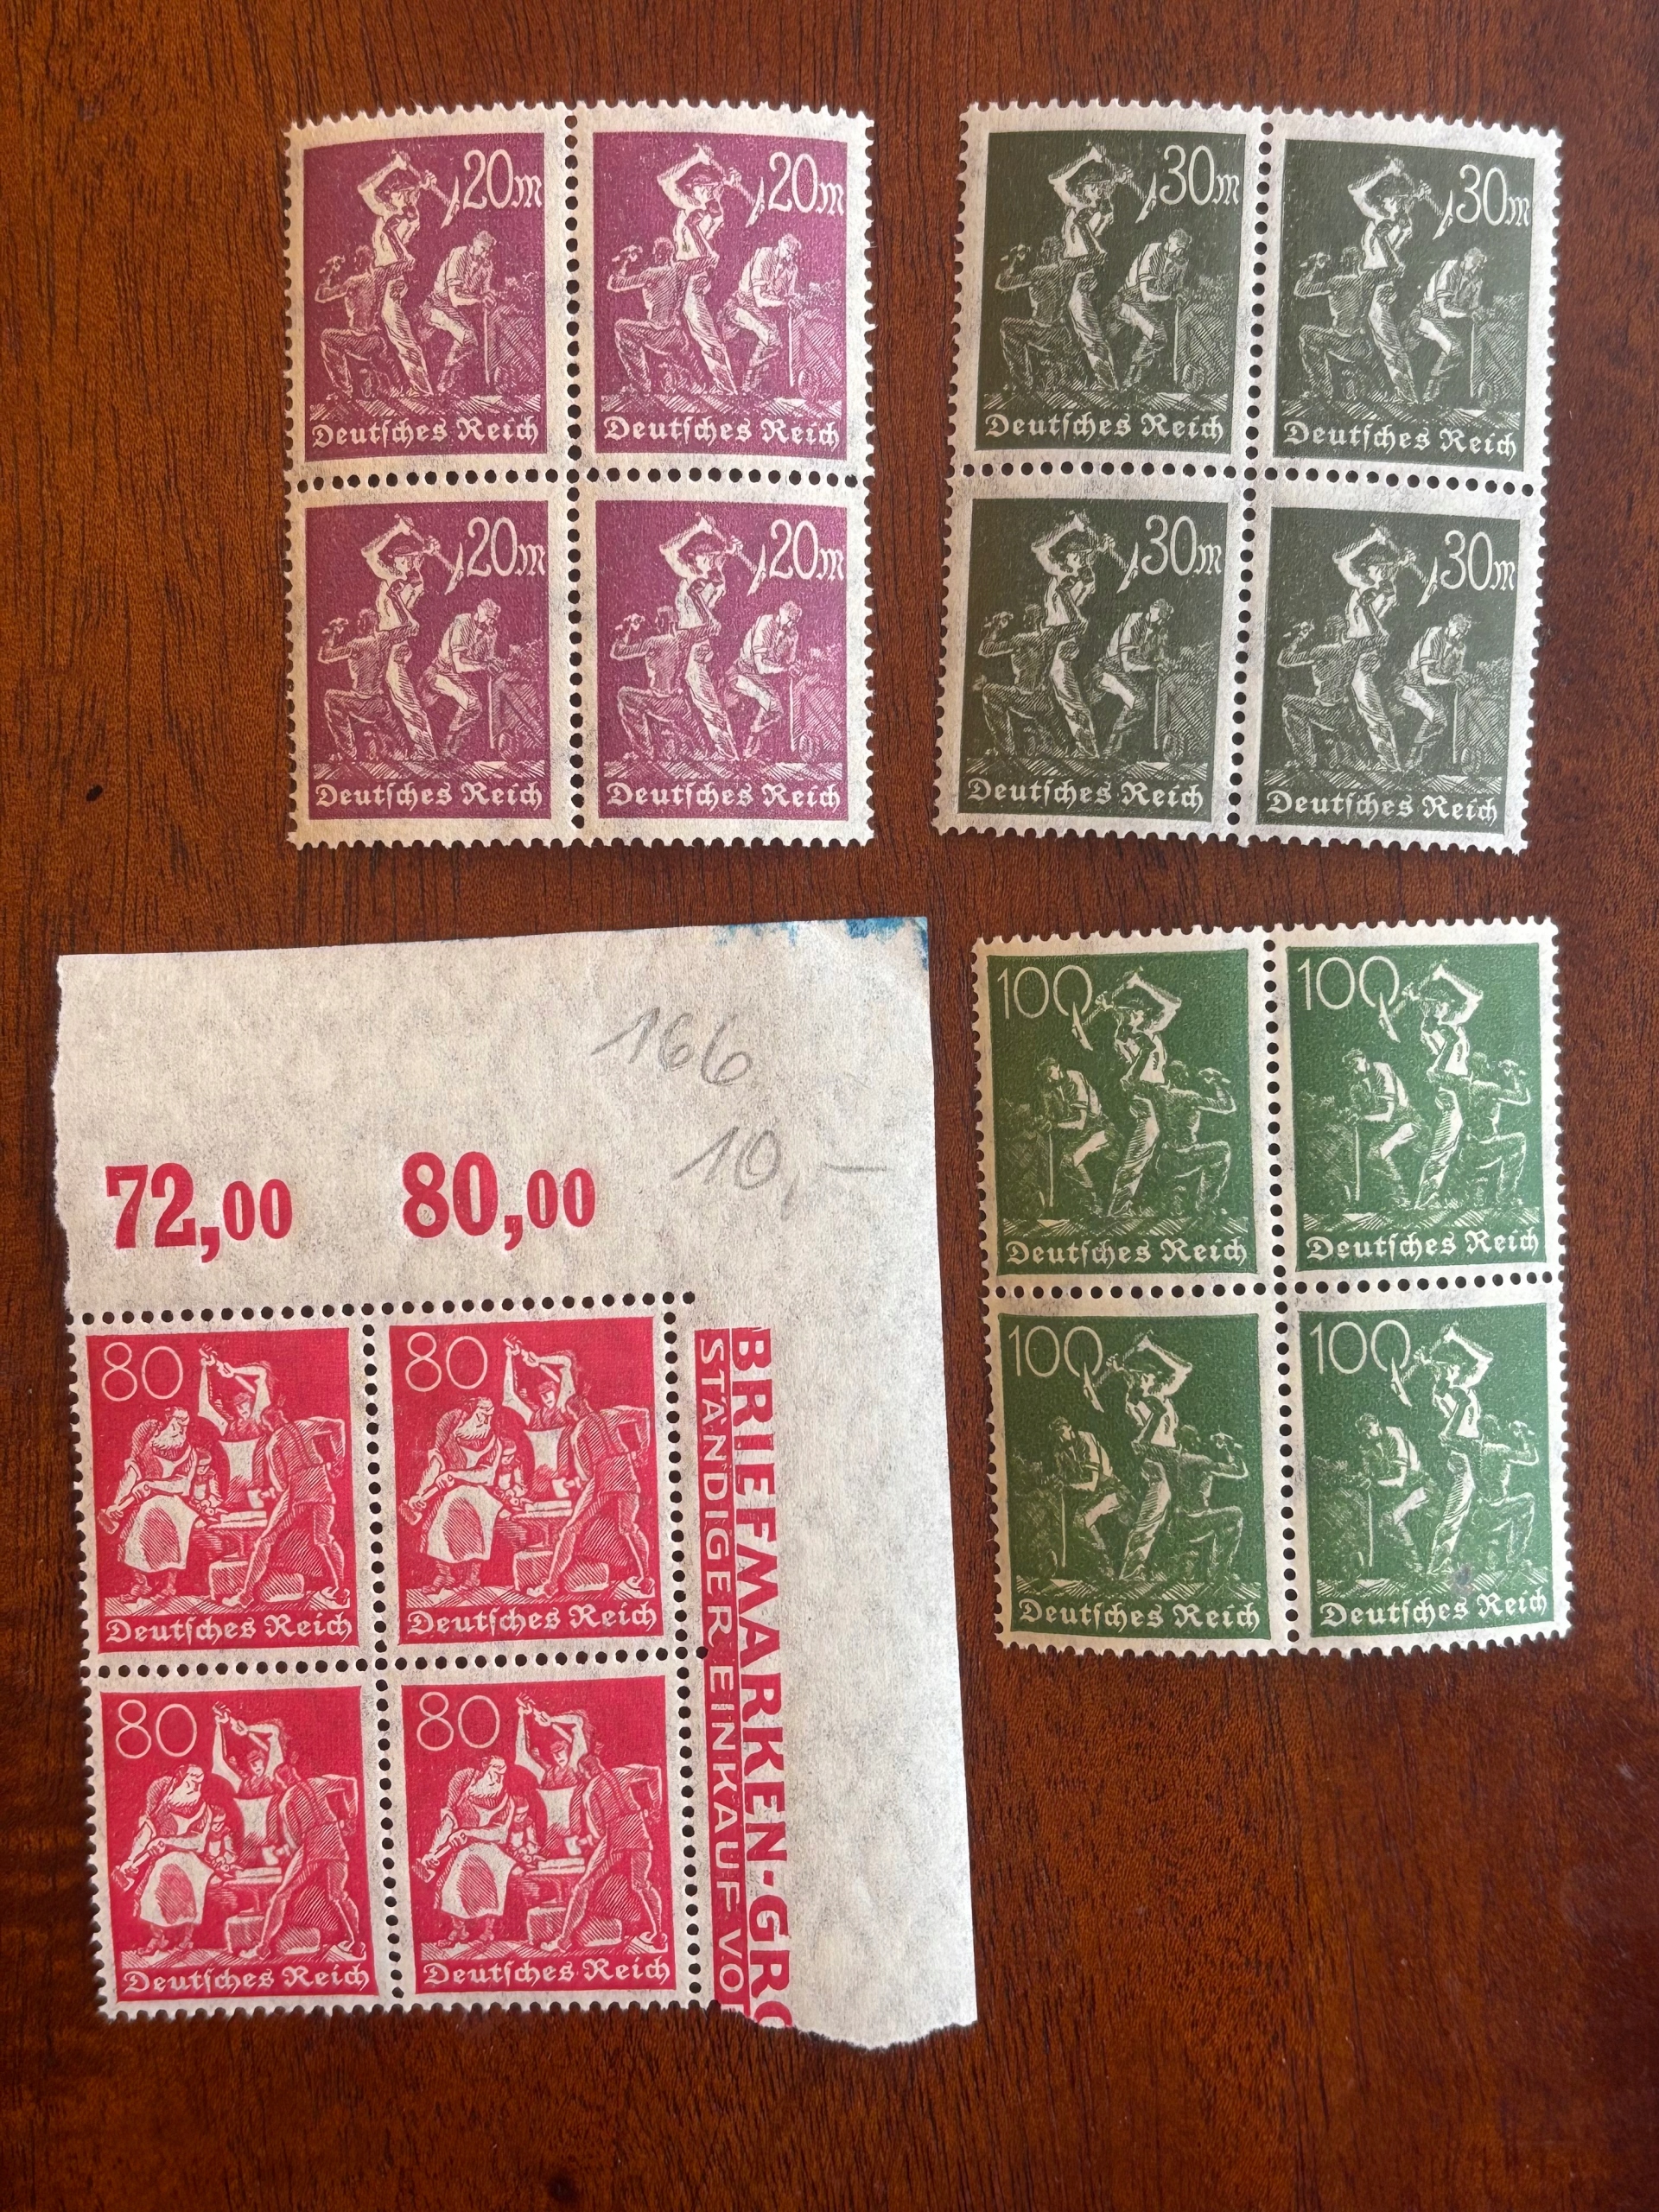 20m 20m
Deutsches Reich Deutsches Reich
20m 20m
Deutsches Reich Deutsches Reich
30m 30m
Deutsches Reich Deutsches Reich
30m 30m
Deutsches Reich Deutsches Reich
166
10,—
72,00 80,00
80 80
Deutsches Reich Deutsches Reich
80 80
Deutsches Reich Deutsches Reich
BRIEFMARKEN-GRO
STÄNDIGER EINKAUF VO
100 100
Deutsches Reich Deutsches Reich
100 100
Deutsches Reich Deutsches Reich